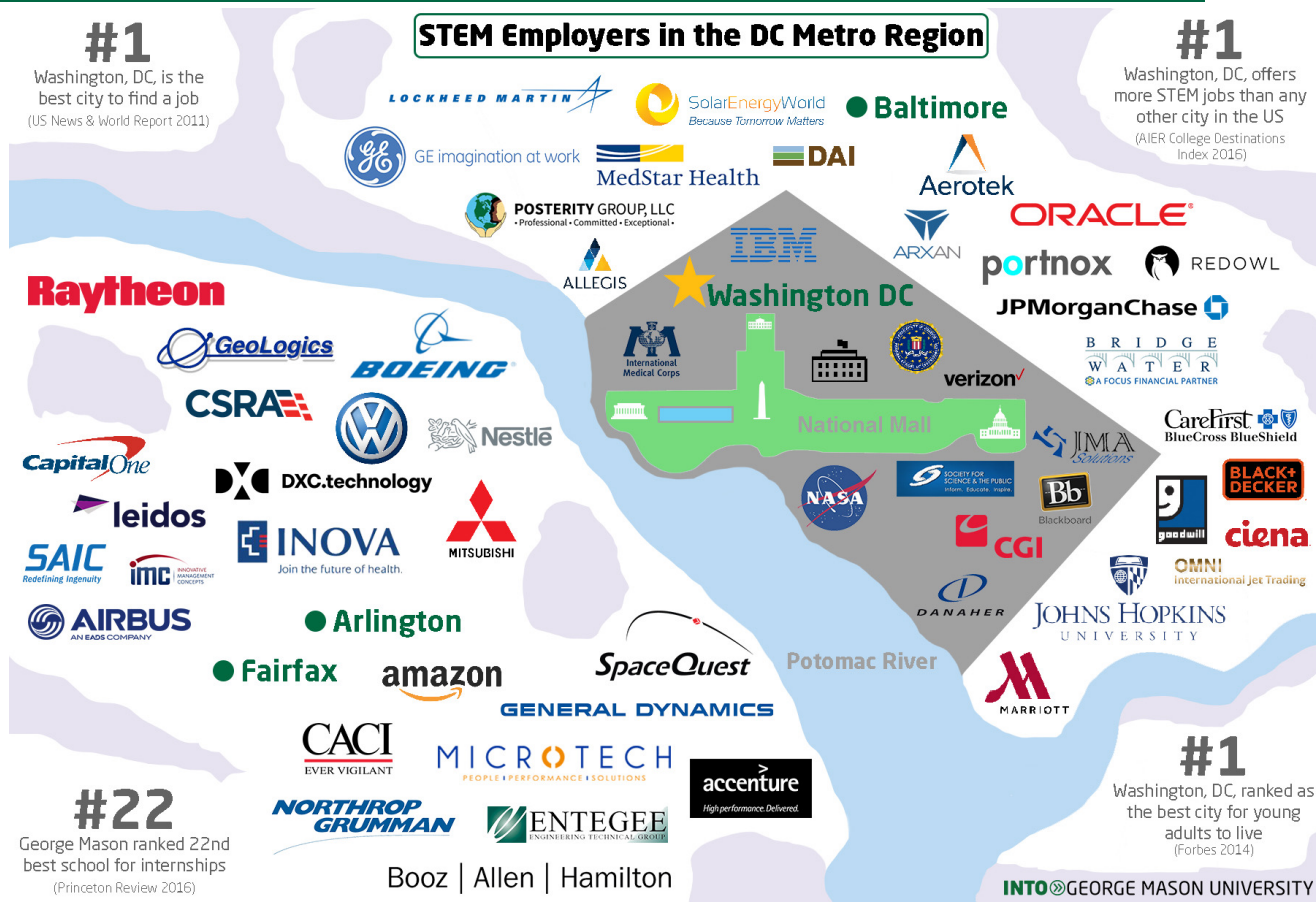 STEM Employers in the DC Metro Region
#1
Washington, DC, is the
best city to find a job
(US News & World Report 2011)
#1
Washington, DC, offers
more STEM jobs than any
other city in the US
(AIER College Destinations
Index 2016)
LOCKHEED MARTIN
SolarEnergyWorld
Because Tomorrow Matters
Baltimore
GE imagination at work
MedStar Health
DAI
Aerotek
POSTERITY GROUP, LLC
• Professional • Committed • Exceptional •
ALLEGIS
IBM
ARXAN
ORACLE®
portnox
REDOWL
Washington DC
JPMorganChase
Raytheon
GeoLogics
BOEING®
International
Medical Corps
verizon✓
BRIDGE
WATER
A FOCUS FINANCIAL PARTNER
CSRA
Nestlé
National Mall
JMA
Solutions
CareFirst
BlueCross BlueShield
CapitalOne
DXC.technology
NASA
SOCIETY FOR
SCIENCE & THE PUBLIC
Inform. Educate. Inspire.
Bb
Blackboard
BLACK+
DECKER
leidos
INOVA
Join the future of health.
MITSUBISHI
CGI
goodwill
ciena
SAIC
Redefining Ingenuity
imc
INNOVATIVE
MANAGEMENT
CONCEPTS
DANAHER
OMNI
International Jet Trading
JOHNS HOPKINS
UNIVERSITY
AIRBUS
AN EADS COMPANY
Arlington
Fairfax
amazon
SpaceQuest
Potomac River
MARRIOTT
GENERAL DYNAMICS
CACI
EVER VIGILANT
MICROTECH
PEOPLE | PERFORMANCE | SOLUTIONS
accenture
High performance. Delivered.
#22
George Mason ranked 22nd
best school for internships
(Princeton Review 2016)
NORTHROP
GRUMMAN
ENTEGEE
ENGINEERING TECHNICAL GROUP
Booz | Allen | Hamilton
#1
Washington, DC, ranked as
the best city for young
adults to live
(Forbes 2014)
INTO GEORGE MASON UNIVERSITY